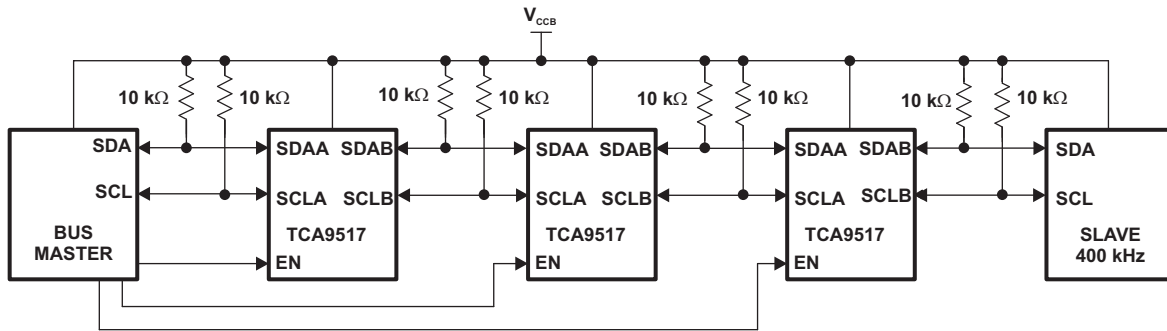 V_CCB
10 kΩ 10 kΩ 10 kΩ 10 kΩ 10 kΩ 10 kΩ 10 kΩ 10 kΩ
SDA SDAA SDAB SDAA SDAB SDAA SDAB SDA
SCL SCLA SCLB SCLA SCLB SCLA SCLB SCL
BUS MASTER TCA9517 TCA9517 TCA9517 SLAVE 400 kHz
EN EN EN